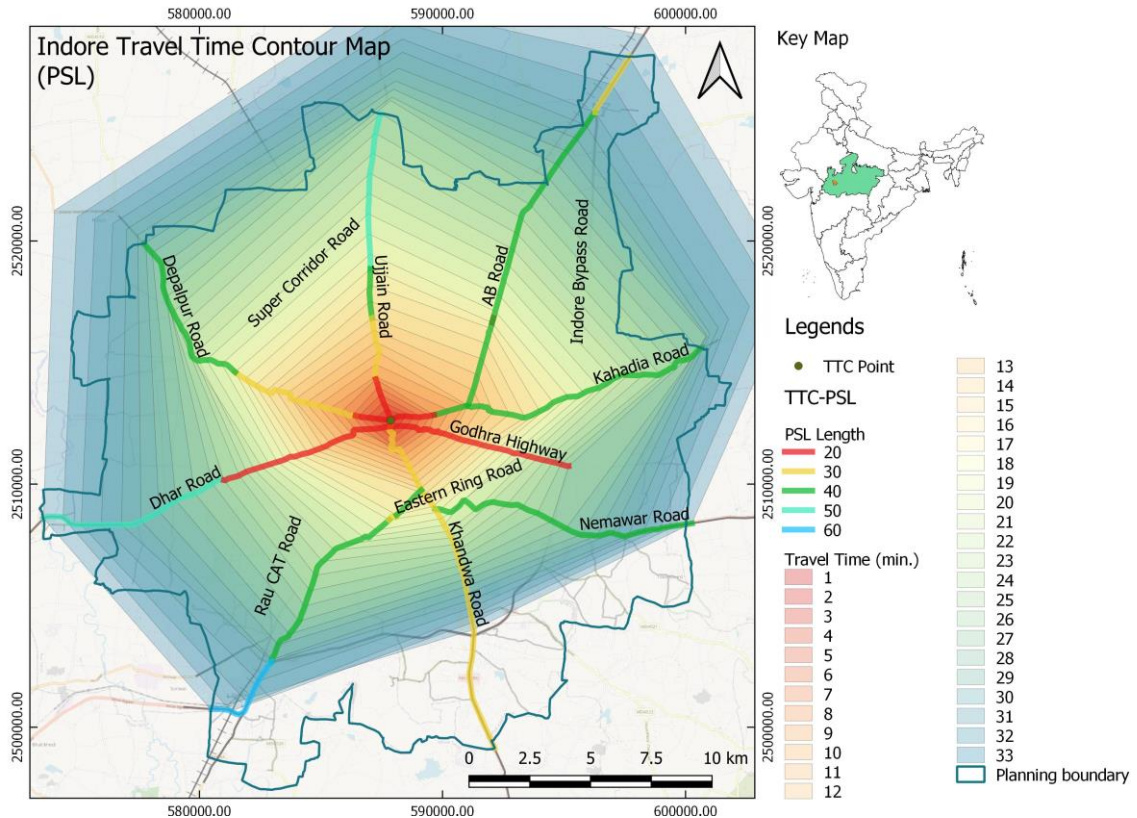 580000.00
590000.00
600000.00
Indore Travel Time Contour Map
(PSL)
2520000.00
2510000.00
2500000.00
Depalpur Road
Super Corridor Road
Ujjain Road
AB Road
Indore Bypass Road
Kahadia Road
Godhra Highway
Dhar Road
Eastern Ring Road
Nemawar Road
Rau CAT Road
Khandwa Road
0
2.5
5
7.5
10 km
2520000.00
2510000.00
2500000.00
580000.00
590000.00
600000.00
Key Map
Legends
TTC Point
TTC-PSL
PSL Length
20
30
40
50
60
Travel Time (min.)
1
2
3
4
5
6
7
8
9
10
11
12
13
14
15
16
17
18
19
20
21
22
23
24
25
26
27
28
29
30
31
32
33
Planning boundary